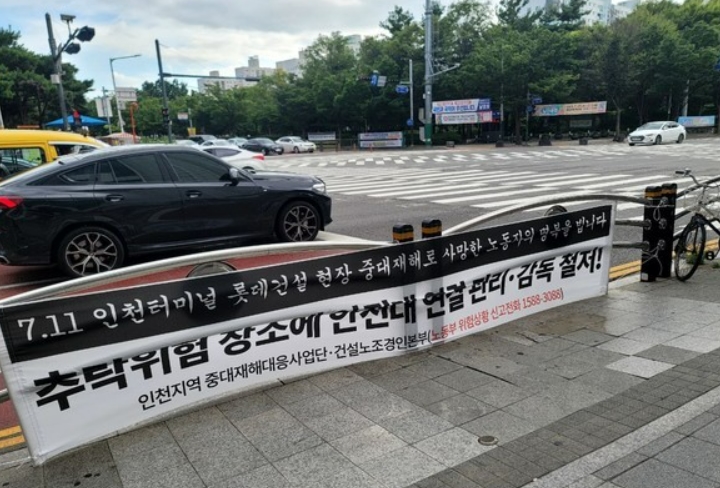 7.11 인천터미널 롯데건설 현장 중대재해로 사망한 노동자의 명복을 빕니다
추락위험 장소에 안전대 연결 관리·감독 철저!
인천지역 중대재해대응사업단·건설노조경인본부(노동부 위험상황 신고전화 1588-3088)